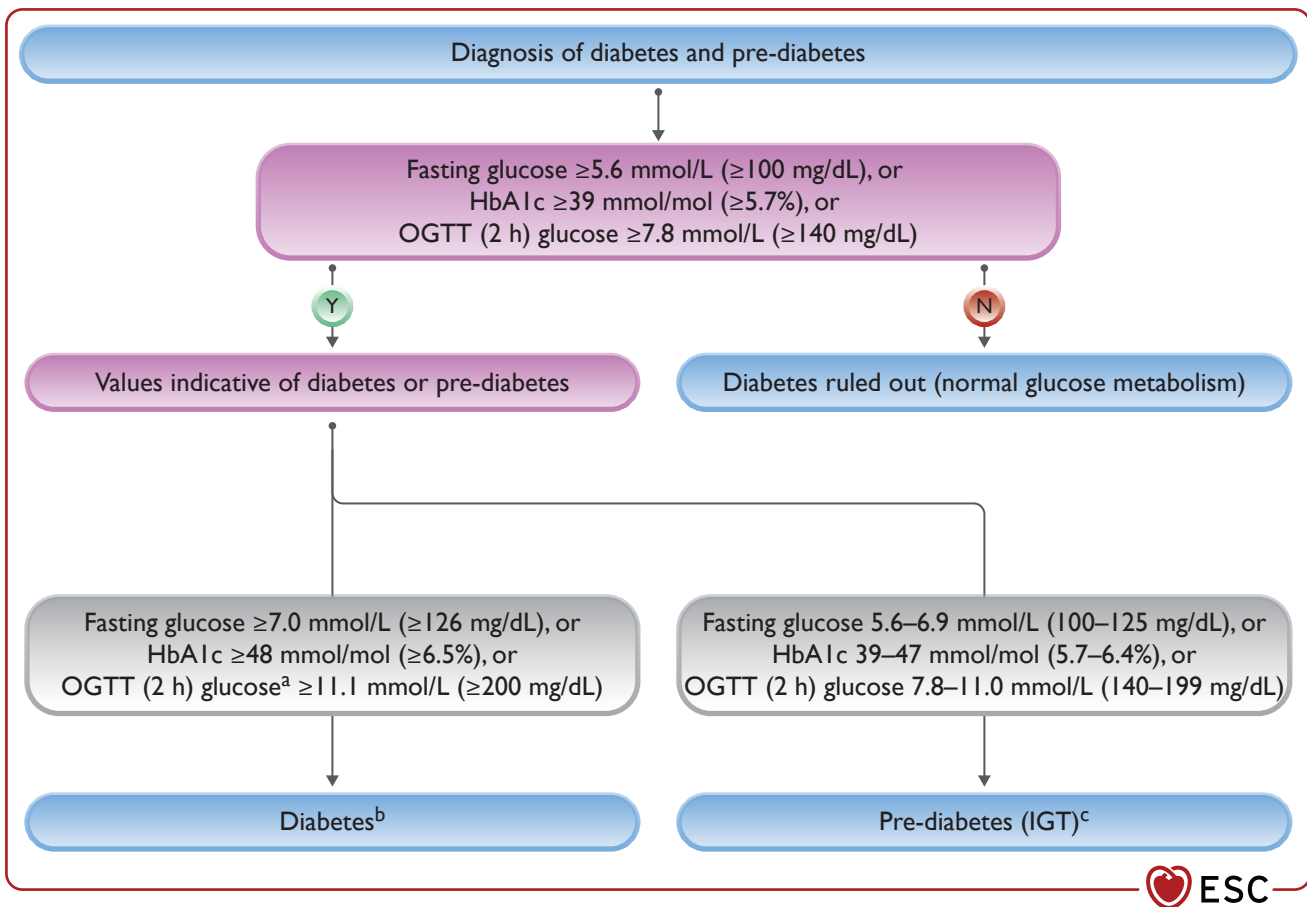 Diagnosis of diabetes and pre-diabetes
Fasting glucose ≥5.6 mmol/L (≥100 mg/dL), or
HbA1c ≥39 mmol/mol (≥5.7%), or
OGTT (2 h) glucose ≥7.8 mmol/L (≥140 mg/dL)
Y
N
Values indicative of diabetes or pre-diabetes
Diabetes ruled out (normal glucose metabolism)
Fasting glucose ≥7.0 mmol/L (≥126 mg/dL), or
HbA1c ≥48 mmol/mol (≥6.5%), or
OGTT (2 h) glucoseᵃ ≥11.1 mmol/L (≥200 mg/dL)
Fasting glucose 5.6–6.9 mmol/L (100–125 mg/dL), or
HbA1c 39–47 mmol/mol (5.7–6.4%), or
OGTT (2 h) glucose 7.8–11.0 mmol/L (140–199 mg/dL)
Diabetesᵇ
Pre-diabetes (IGT)ᶜ
ESC